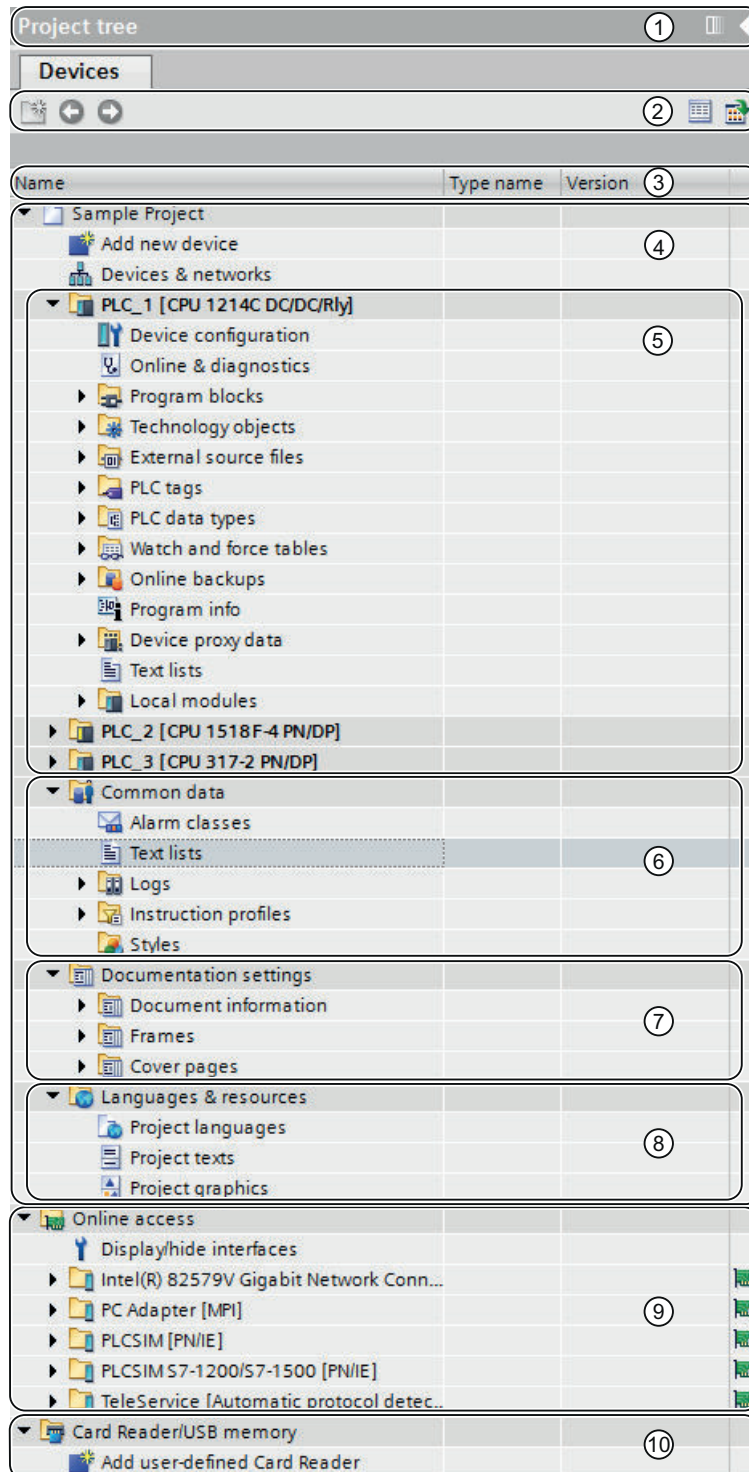 Project tree ①
Devices
②
Name Type name Version ③
Sample Project
Add new device ④
Devices & networks
PLC_1 [CPU 1214C DC/DC/Rly]
Device configuration ⑤
Online & diagnostics
Program blocks
Technology objects
External source files
PLC tags
PLC data types
Watch and force tables
Online backups
Program info
Device proxy data
Text lists
Local modules
PLC_2 [CPU 1518F-4 PN/DP]
PLC_3 [CPU 317-2 PN/DP]
Common data
Alarm classes
Text lists ⑥
Logs
Instruction profiles
Styles
Documentation settings
Document information
Frames ⑦
Cover pages
Languages & resources
Project languages
Project texts ⑧
Project graphics
Online access
Display/hide interfaces
Intel(R) 82579V Gigabit Network Conn...
PC Adapter [MPI] ⑨
PLCSIM [PN/IE]
PLCSIM S7-1200/S7-1500 [PN/IE]
TeleService [Automatic protocol detec...
Card Reader/USB memory ⑩
Add user-defined Card Reader